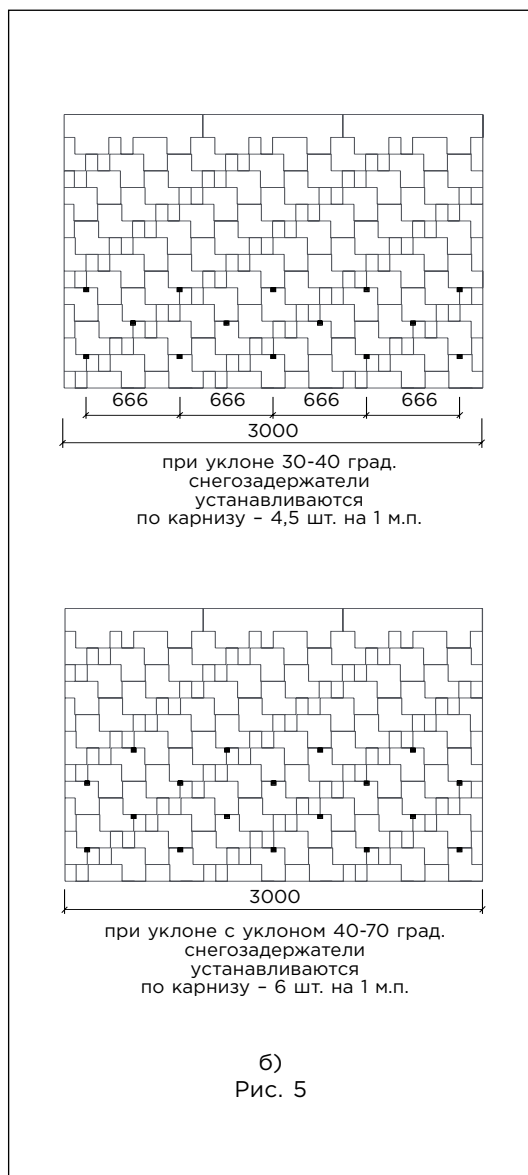 666 666 666 666
3000
при уклоне 30-40 град.
снегозадержатели
устанавливаются
по карнизу – 4,5 шт. на 1 м.п.
3000
при уклоне с уклоном 40-70 град.
снегозадержатели
устанавливаются
по карнизу – 6 шт. на 1 м.п.
б)
Рис. 5